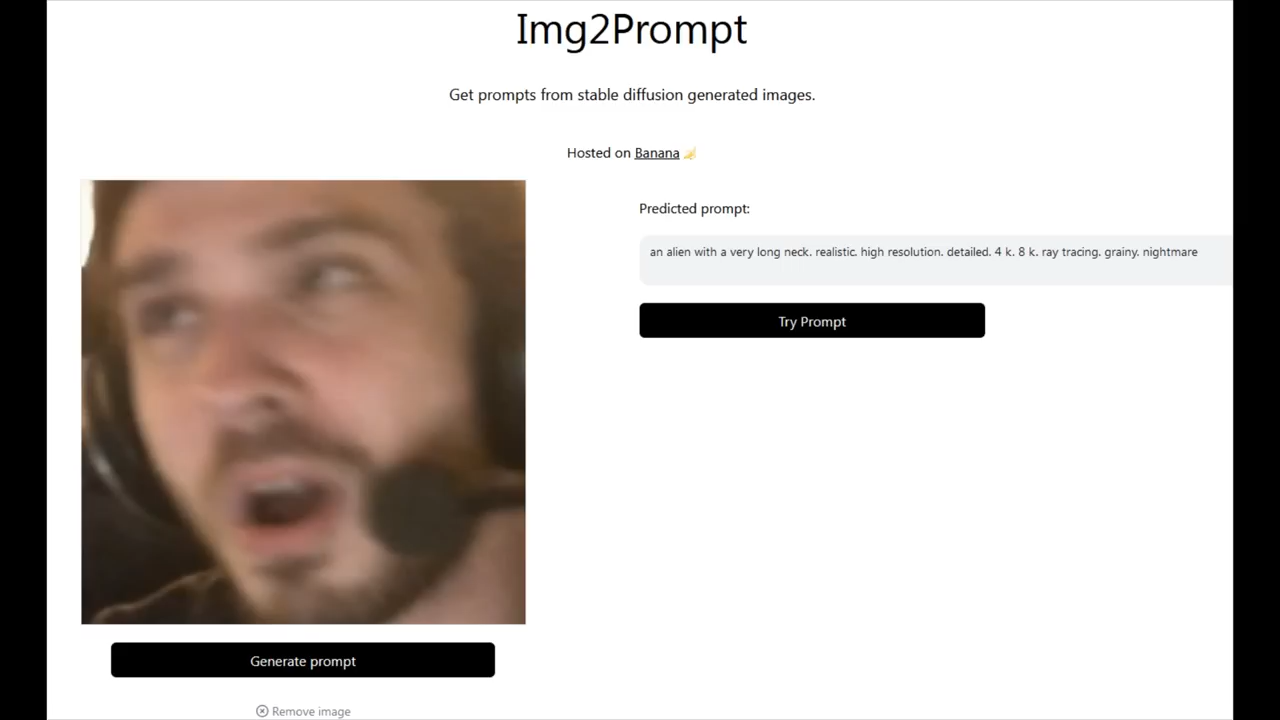 Img2Prompt
Get prompts from stable diffusion generated images.
Hosted on Banana 🍌
Predicted prompt:
an alien with a very long neck. realistic. high resolution. detailed. 4 k. 8 k. ray tracing. grainy. nightmare
Try Prompt
Generate prompt
Remove image